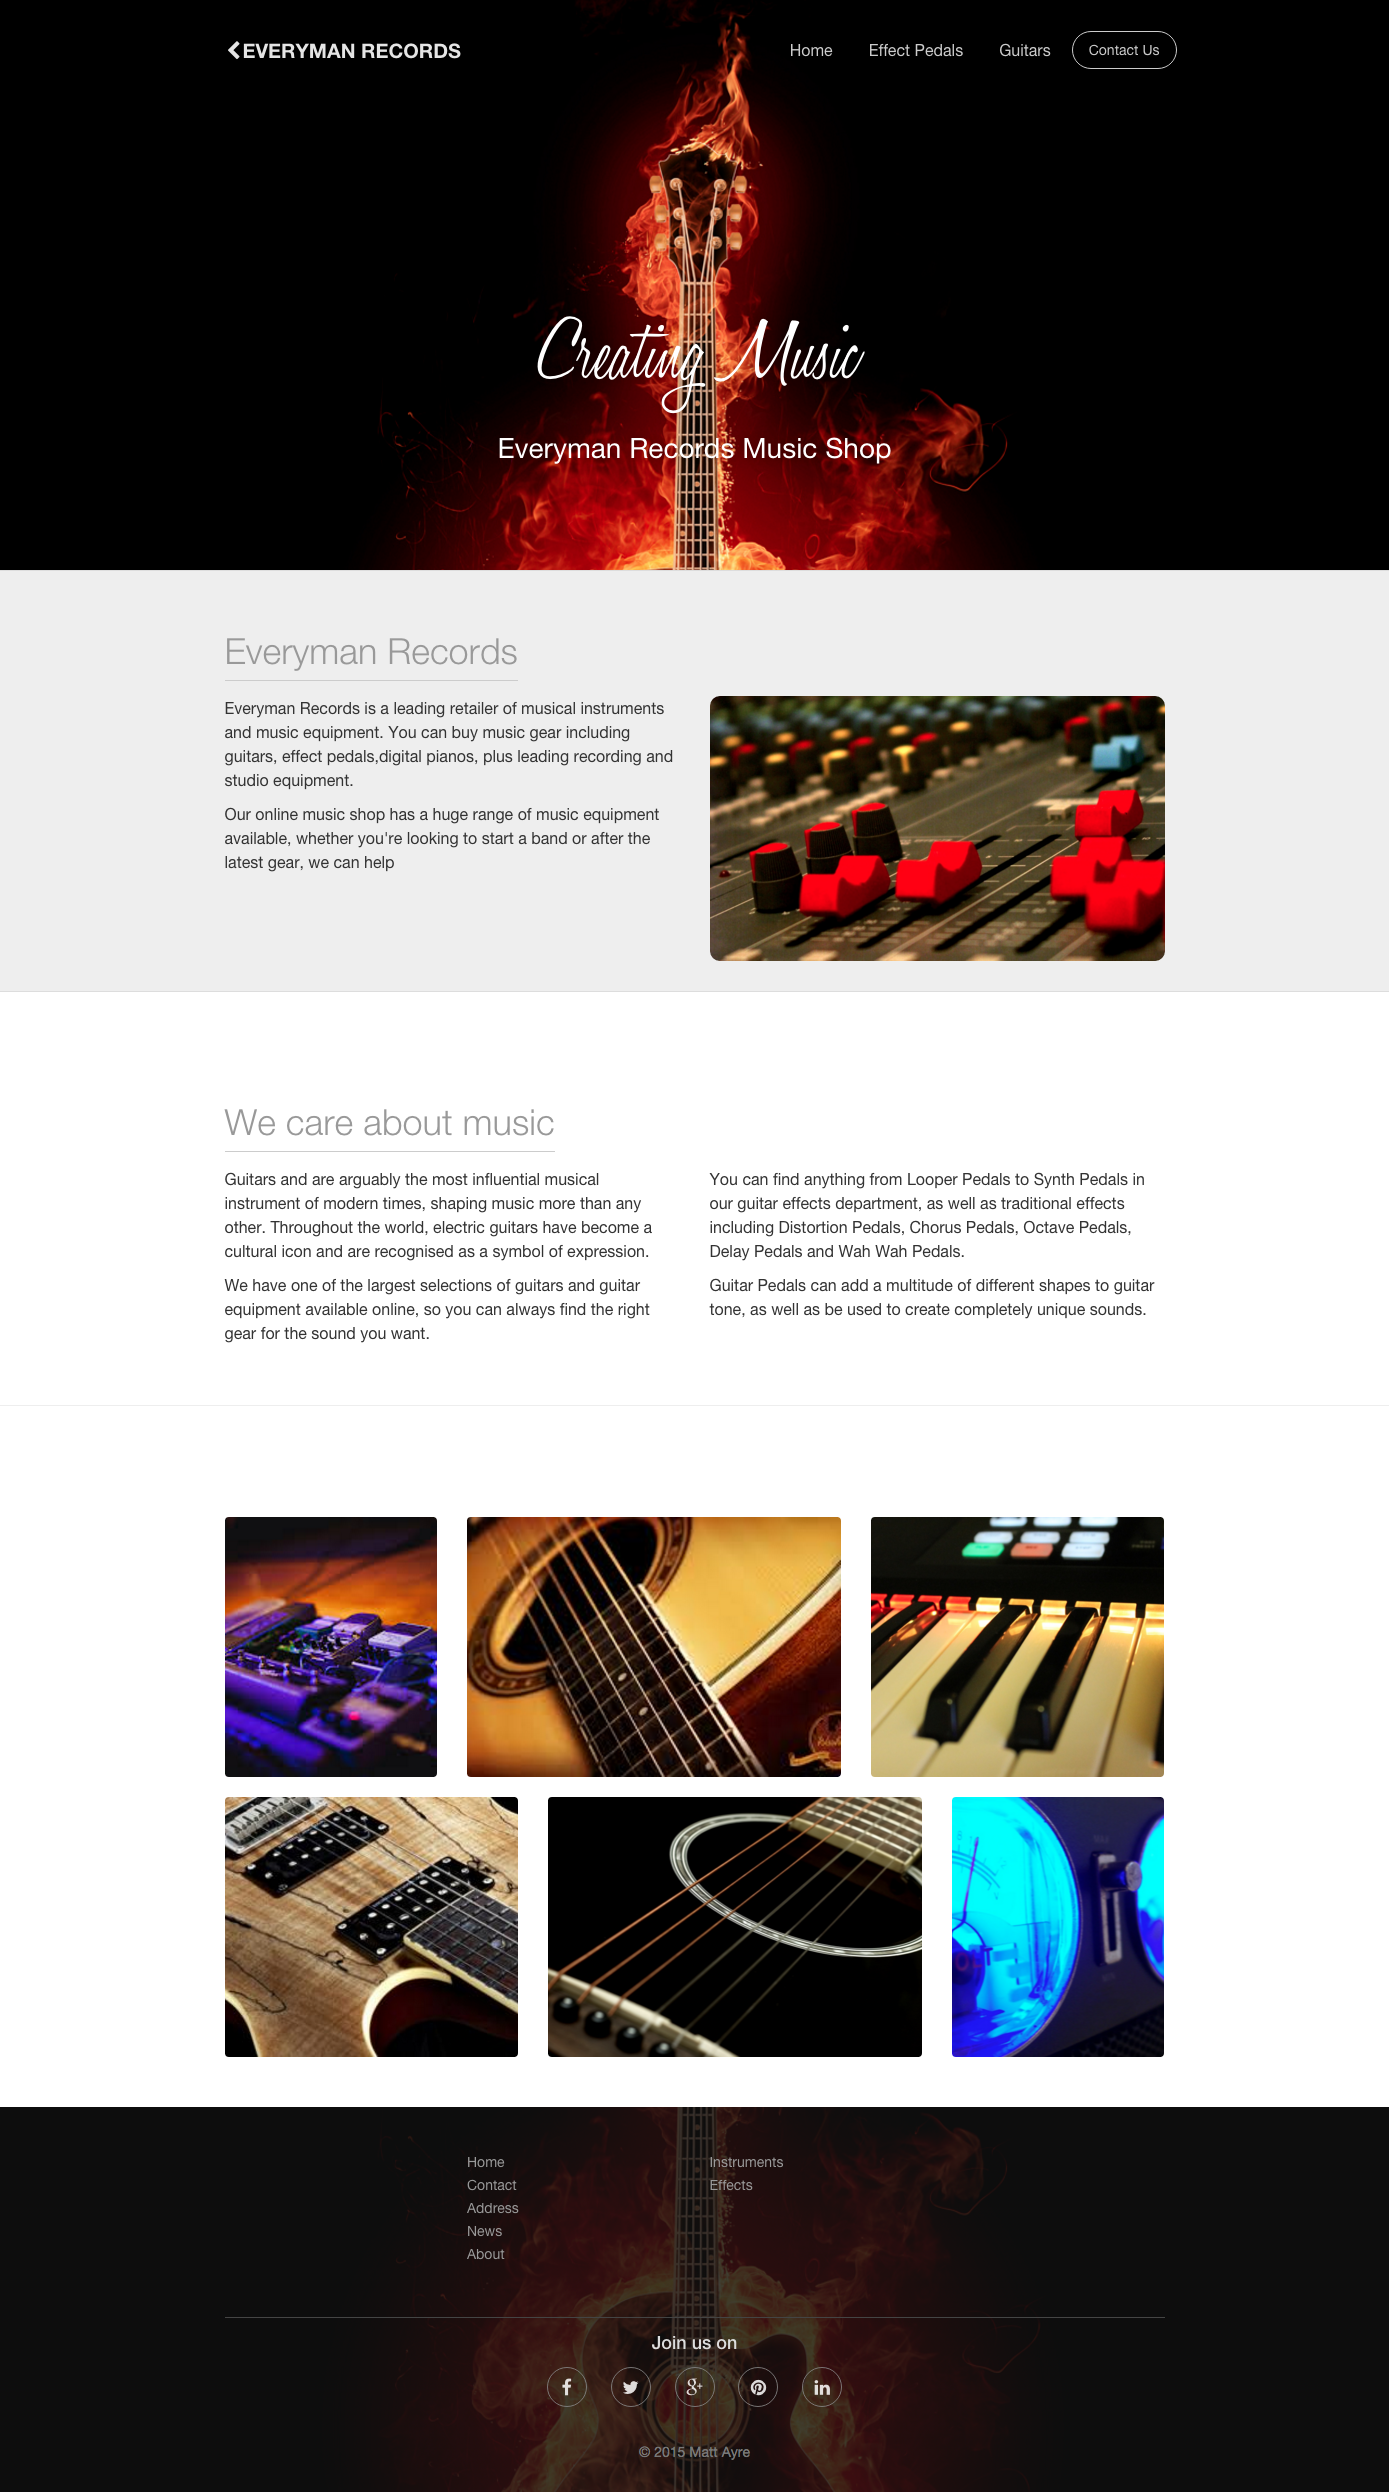 EVERYMAN RECORDS
Home Effect Pedals Guitars Contact Us
Creating Music
Everyman Records Music Shop
Everyman Records
Everyman Records is a leading retailer of musical instruments
and music equipment. You can buy music gear including
guitars, effect pedals,digital pianos, plus leading recording and
studio equipment.
Our online music shop has a huge range of music equipment
available, whether you're looking to start a band or after the
latest gear, we can help
We care about music
Guitars and are arguably the most influential musical
instrument of modern times, shaping music more than any
other. Throughout the world, electric guitars have become a
cultural icon and are recognised as a symbol of expression.
We have one of the largest selections of guitars and guitar
equipment available online, so you can always find the right
gear for the sound you want.
You can find anything from Looper Pedals to Synth Pedals in
our guitar effects department, as well as traditional effects
including Distortion Pedals, Chorus Pedals, Octave Pedals,
Delay Pedals and Wah Wah Pedals.
Guitar Pedals can add a multitude of different shapes to guitar
tone, as well as be used to create completely unique sounds.
Home
Contact
Address
News
About
Instruments
Effects
Join us on
© 2015 Matt Ayre